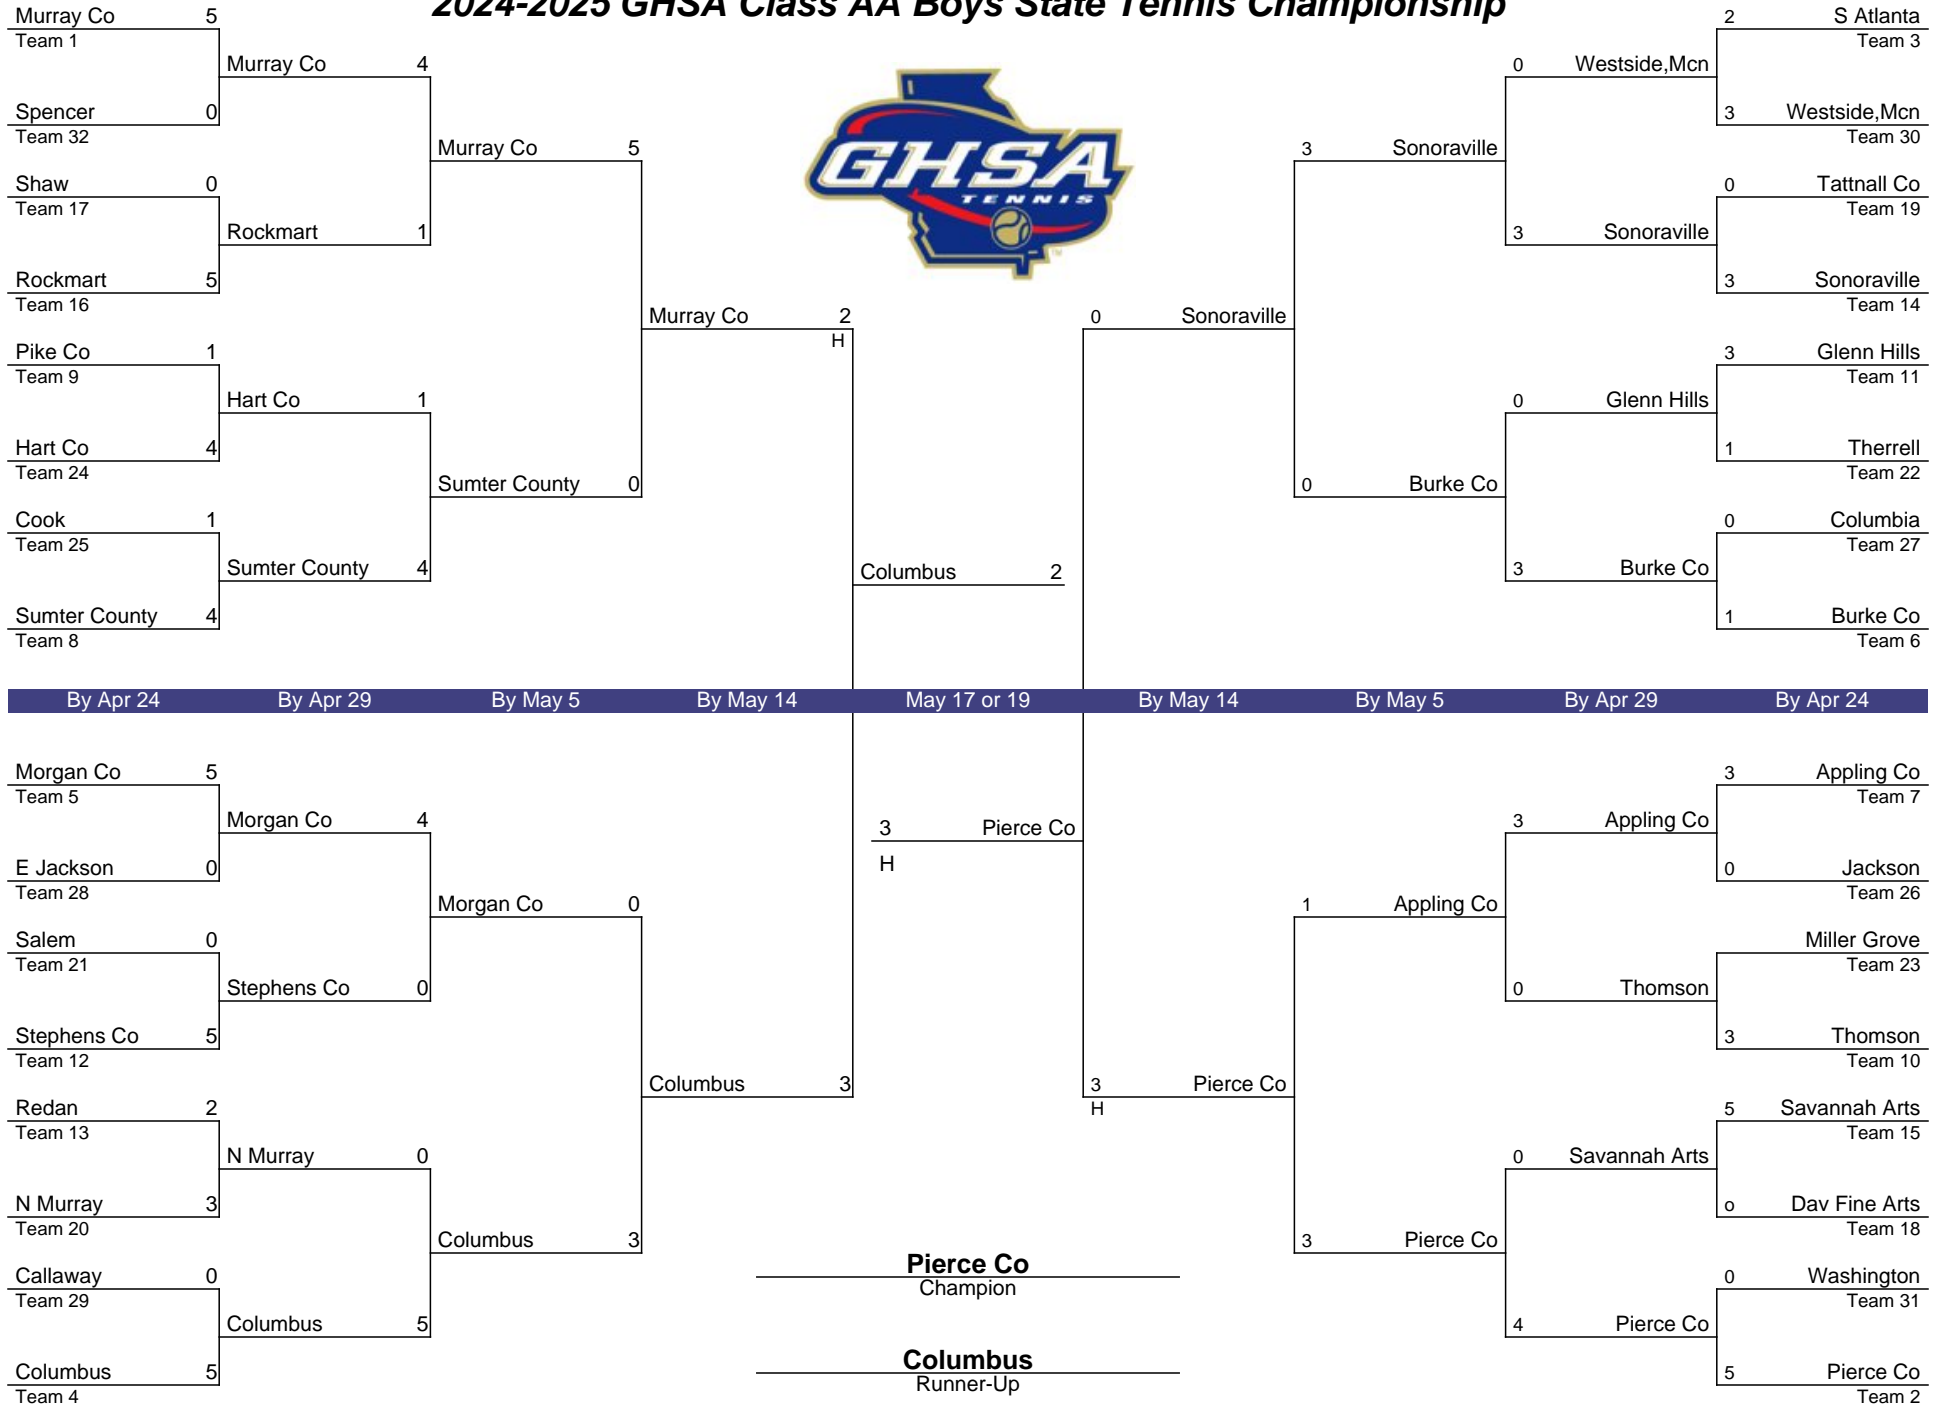 2024-2025 GHSA Class AA Boys State Tennis Championship
Murray Co 5
Team 1
Spencer 0
Team 32
Shaw 0
Team 17
Rockmart 5
Team 16
Pike Co 1
Team 9
Hart Co 4
Team 24
Cook 1
Team 25
Sumter County 4
Team 8
Murray Co 4
Rockmart 1
Hart Co 1
Sumter County 4
Murray Co 5
Sumter County 0
Murray Co 2
H
GHSA
TENNIS
TM
Columbus 2
0 Sonoraville
3 Sonoraville
0 Burke Co
0 Westside,Mcn
3 Sonoraville
0 Glenn Hills
3 Burke Co
2 S Atlanta
Team 3
3 Westside,Mcn
Team 30
0 Tattnall Co
Team 19
3 Sonoraville
Team 14
3 Glenn Hills
Team 11
1 Therrell
Team 22
0 Columbia
Team 27
1 Burke Co
Team 6
By Apr 24 By Apr 29 By May 5 By May 14 May 17 or 19 By May 14 By May 5 By Apr 29 By Apr 24
Morgan Co 5
Team 5
E Jackson 0
Team 28
Salem 0
Team 21
Stephens Co 5
Team 12
Redan 2
Team 13
N Murray 3
Team 20
Callaway 0
Team 29
Columbus 5
Team 4
Morgan Co 4
Stephens Co 0
N Murray 0
Columbus 5
Morgan Co 0
Columbus 3
Columbus 3
3 Pierce Co
H
3 Pierce Co
H
1 Appling Co
3 Pierce Co
3 Appling Co
0 Thomson
0 Savannah Arts
4 Pierce Co
3 Appling Co
Team 7
0 Jackson
Team 26
Miller Grove
Team 23
3 Thomson
Team 10
5 Savannah Arts
Team 15
o Dav Fine Arts
Team 18
0 Washington
Team 31
5 Pierce Co
Team 2
Pierce Co
Champion
Columbus
Runner-Up